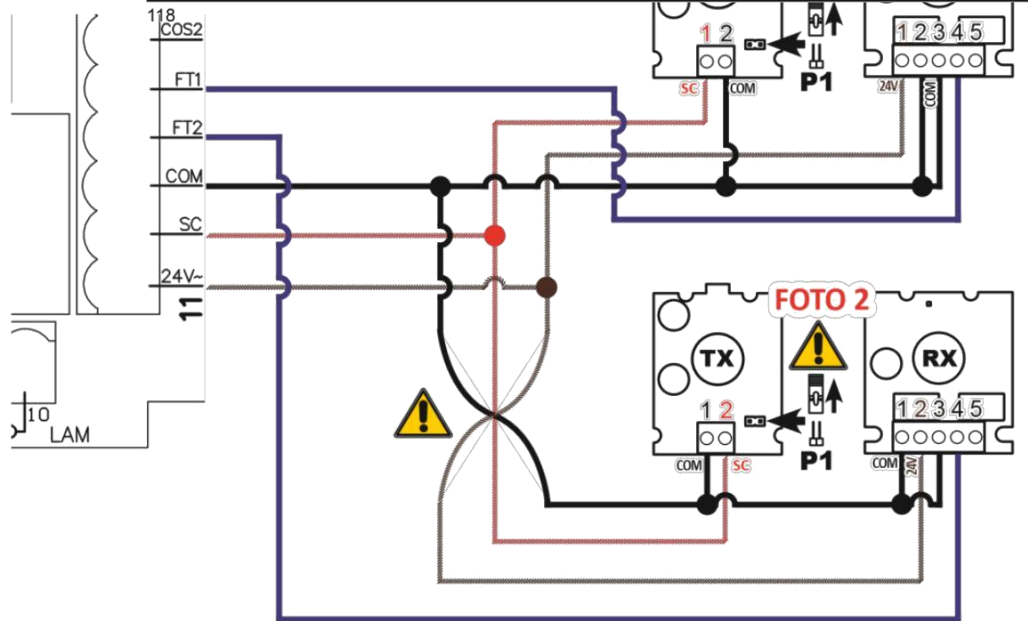 118
COS2
FT1
FT2
COM
SC
24V~
11
10
LAM
1 2
SC
COM
P1
1 2 3 4 5
24V
COM
FOTO 2
TX
RX
1 2
COM
SC
P1
1 2 3 4 5
COM
24V